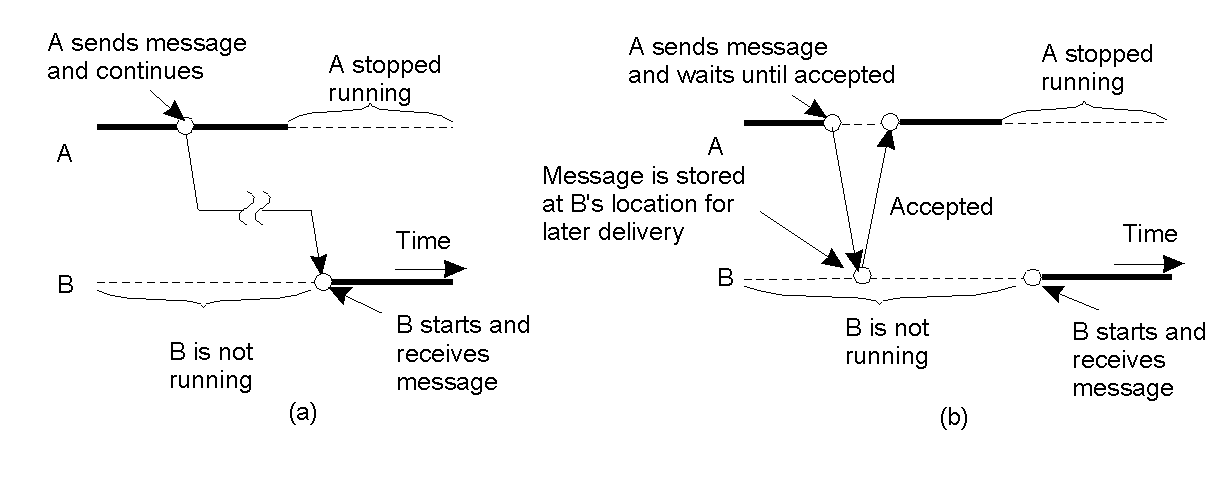 A sends message
and continues
A stopped
running
A
Time
B
B is not
running
B starts and
receives
message
(a)
A sends message
and waits until accepted
A stopped
running
A
Message is stored
at B's location for
later delivery
Accepted
Time
B
B is not
running
B starts and
receives
message
(b)